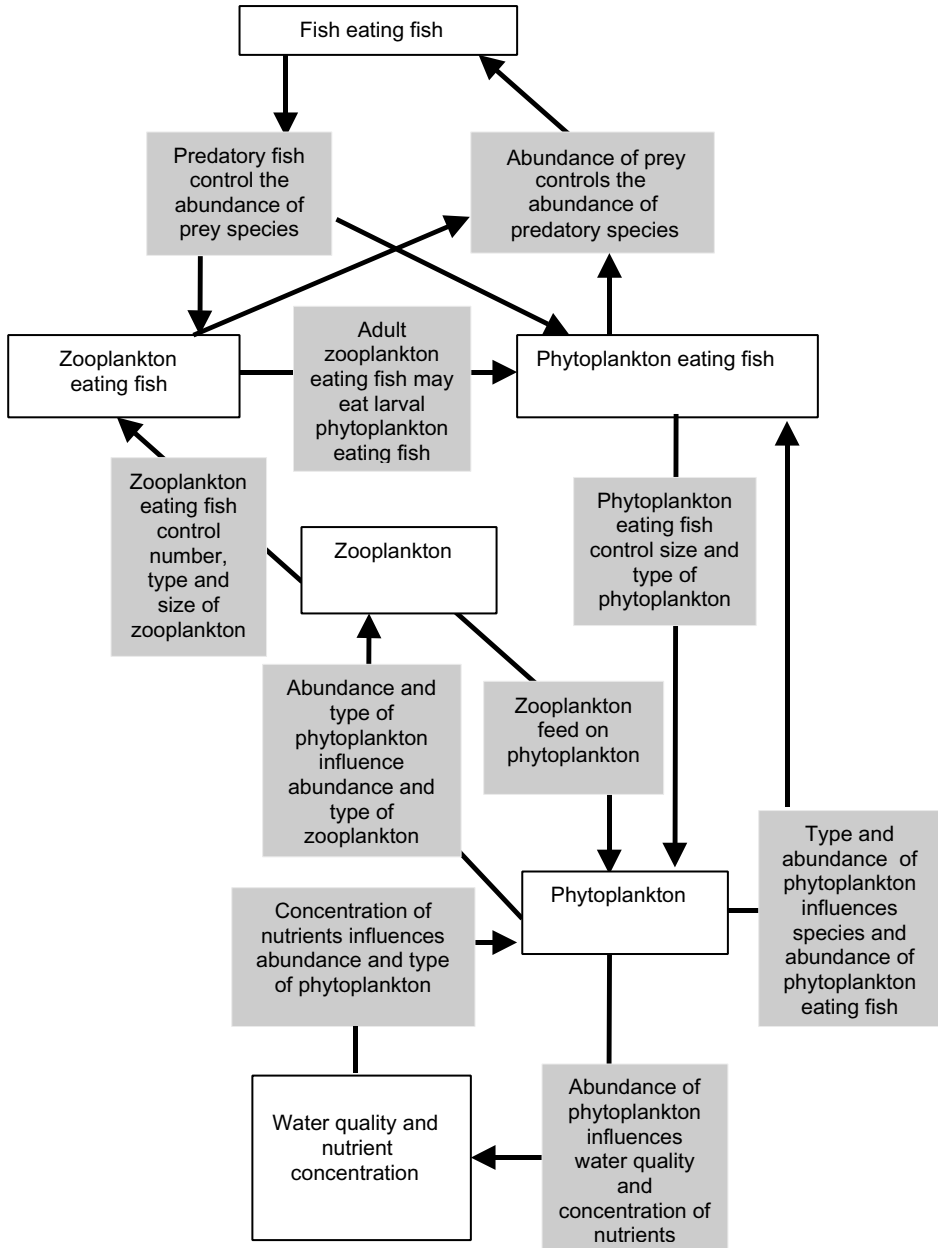 Fish eating fish
Predatory fish
control the
abundance of
prey species
Abundance of prey
controls the
abundance of
predatory species
Zooplankton
eating fish
Adult
zooplankton
eating fish may
eat larval
phytoplankton
eating fish
Phytoplankton eating fish
Zooplankton
eating fish
control
number,
type and
size of
zooplankton
Zooplankton
Phytoplankton
eating fish
control size and
type of
phytoplankton
Abundance and
type of
phytoplankton
influence
abundance and
type of
zooplankton
Zooplankton
feed on
phytoplankton
Type and
abundance of
phytoplankton
influences
species and
abundance of
phytoplankton
eating fish
Phytoplankton
Concentration of
nutrients influences
abundance and type
of phytoplankton
Water quality and
nutrient
concentration
Abundance of
phytoplankton
influences
water quality
and
concentration of
nutrients